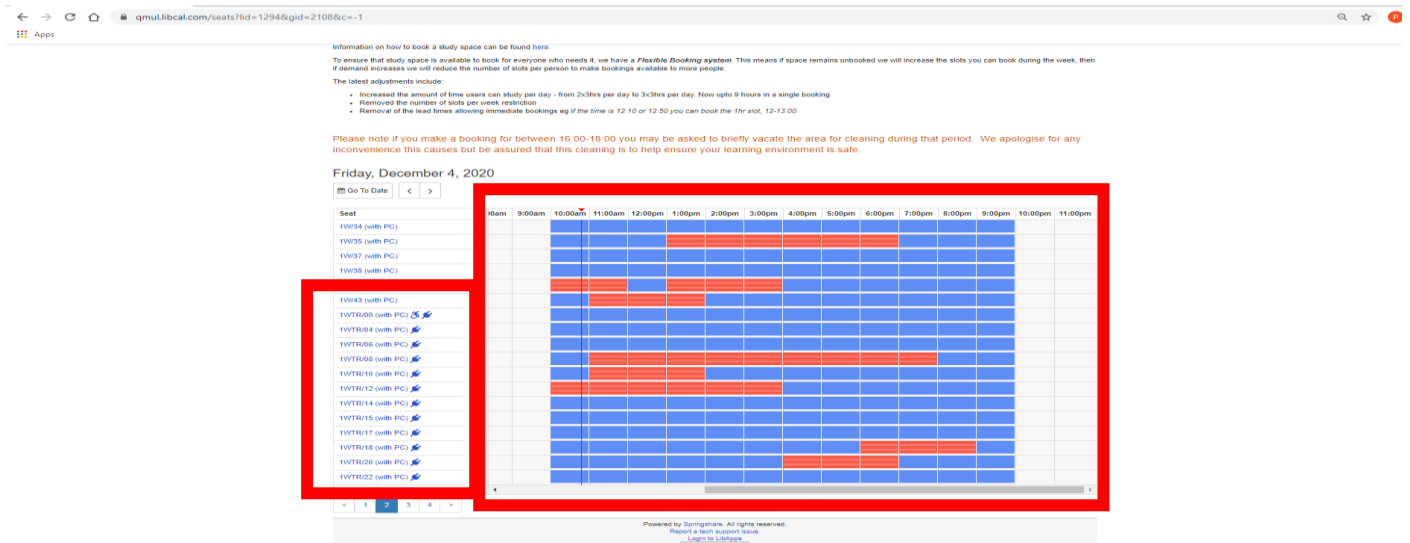 qmul.libcal.com/seats?lid=1294&gid=2108&c=-1
P
Apps
Information on how to book a study space can be found here.
To ensure that study space is available to book for everyone who needs it, we have a Flexible Booking system. This means if space remains unbooked we will increase the slots you can book during the week, then
if demand increases we will reduce the number of slots per person to make bookings available to more people.
The latest adjustments include:
Increased the amount of time users can study per day - from 2x3hrs per day to 3x3hrs per day. Now upto 9 hours in a single booking.
Removed the number of slots per week restriction
Removal of the lead times allowing immediate bookings eg if the time is 12:10 or 12:50 you can book the 1hr slot, 12-13:00.
Please note if you make a booking for between 16:00-18:00 you may be asked to briefly vacate the area for cleaning during that period. We apologise for any
inconvenience this causes but be assured that this cleaning is to help ensure your learning environment is safe.
Friday, December 4, 2020
Go To Date < >
Seat 9:00am 10:00am 11:00am 12:00pm 1:00pm 2:00pm 3:00pm 4:00pm 5:00pm 6:00pm 7:00pm 8:00pm 9:00pm 10:00pm 11:00pm
1W/34 (with PC)
1W/35 (with PC)
1W/37 (with PC)
1W/38 (with PC)
1W/43 (with PC)
1WTR/00 (with PC)
1WTR/04 (with PC)
1WTR/06 (with PC)
1WTR/08 (with PC)
1WTR/10 (with PC)
1WTR/12 (with PC)
1WTR/14 (with PC)
1WTR/15 (with PC)
1WTR/17 (with PC)
1WTR/18 (with PC)
1WTR/20 (with PC)
1WTR/22 (with PC)
« 1 2 3 4 »
Powered by Springshare. All rights reserved.
Report a tech support issue.
Login to LibApps